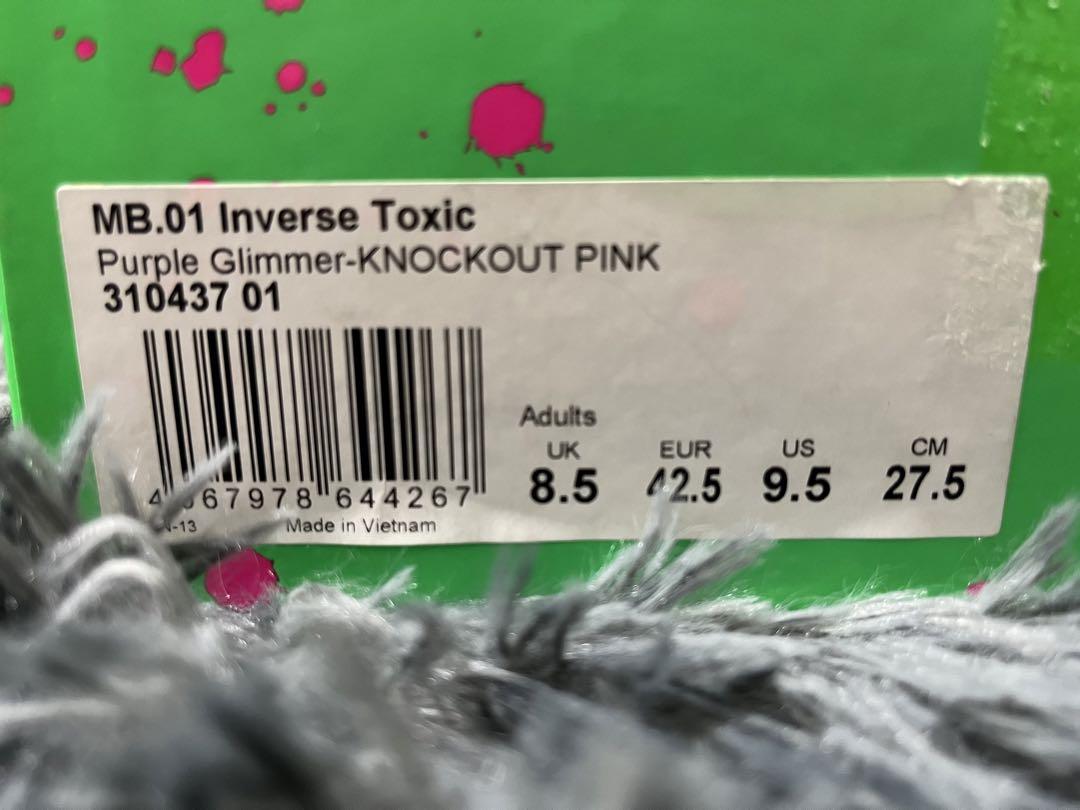 MB.01 Inverse Toxic
Purple Glimmer-KNOCKOUT PINK
310437 01
Adults
UK EUR US CM
8.5 42.5 9.5 27.5
67978 644267
Made in Vietnam